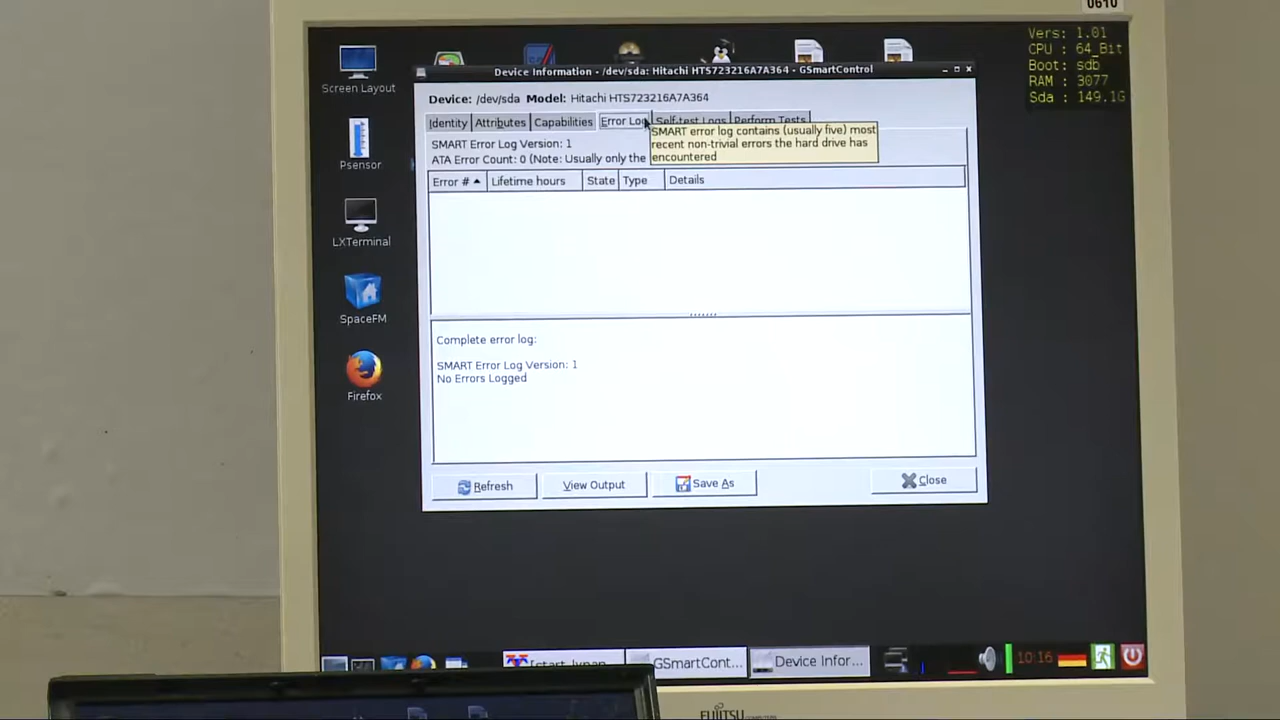 0610
Vers: 1.01
CPU : 64_Bit
Boot: sdb
RAM : 3077
Sda : 149.1G
Screen Layout
Psensor
LXTerminal
SpaceFM
Firefox
Device Information - /dev/sda: Hitachi HTS723216A7A364 - GSmartControl
Device: /dev/sda Model: Hitachi HTS723216A7A364
Identity Attributes Capabilities Error Log Self-test Logs Perform Tests
SMART error log contains (usually five) most
recent non-trivial errors the hard drive has
encountered
SMART Error Log Version: 1
ATA Error Count: 0 (Note: Usually only the
Error # Lifetime hours State Type Details
Complete error log:
SMART Error Log Version: 1
No Errors Logged
Refresh View Output Save As Close
GSmartCont... Device Infor... 10:16
FUJITSU